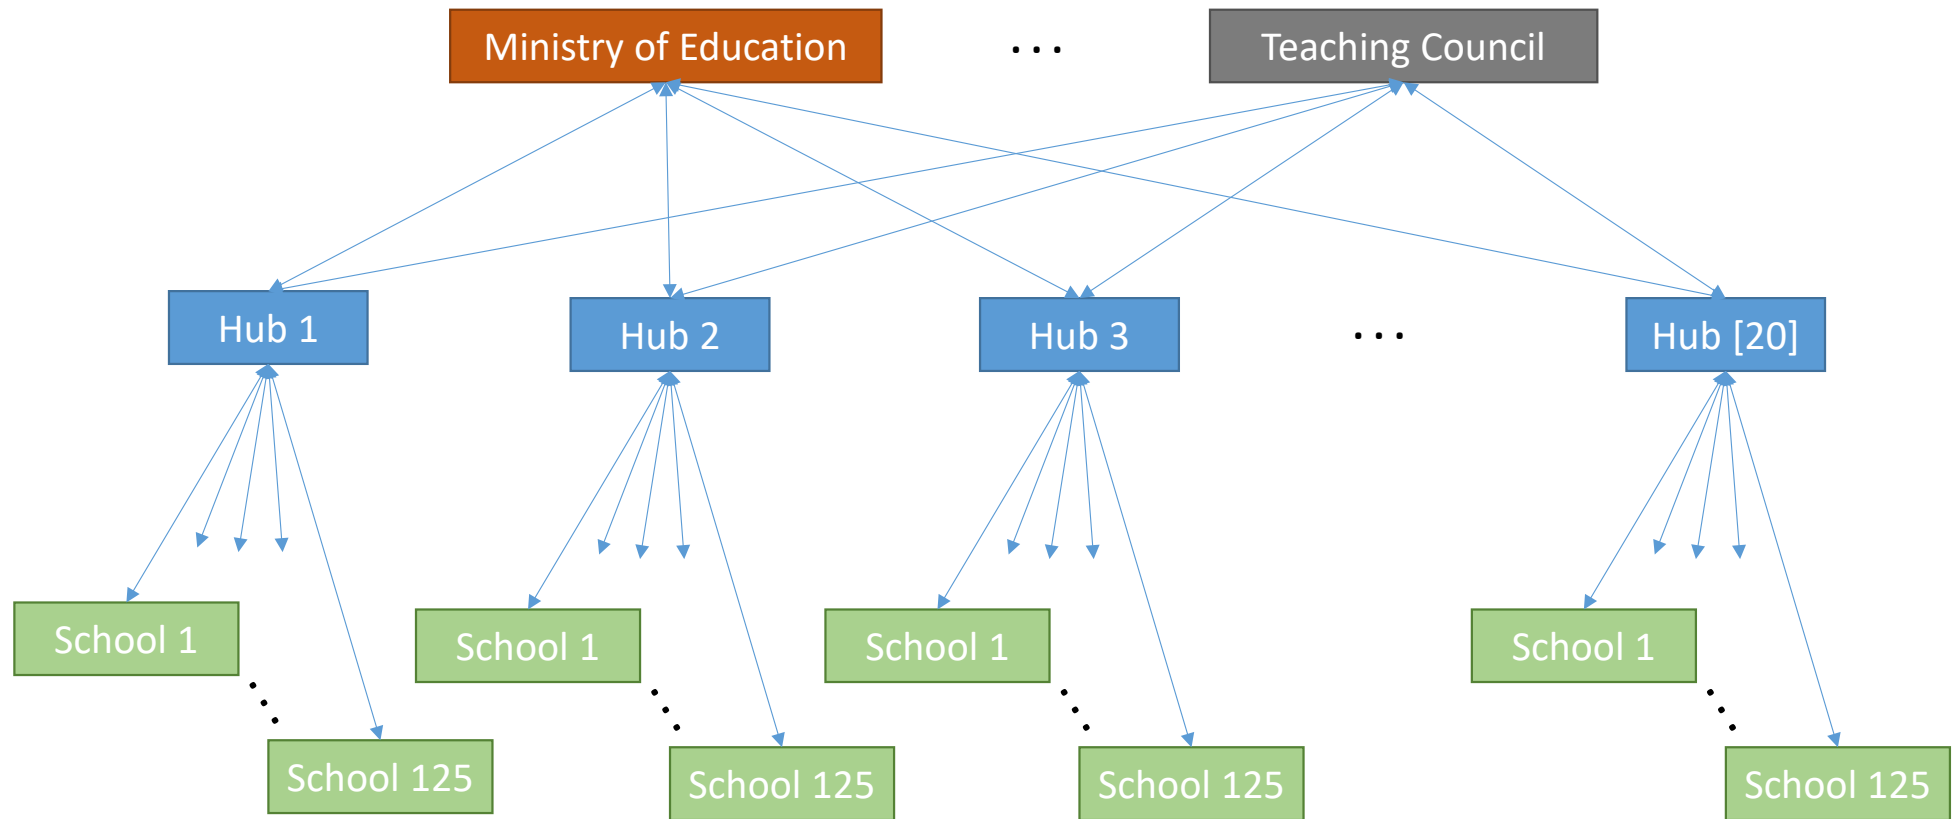 Ministry of Education
...
Teaching Council
Hub 1
Hub 2
Hub 3
...
Hub [20]
School 1
School 1
School 1
School 1
School 125
School 125
School 125
School 125